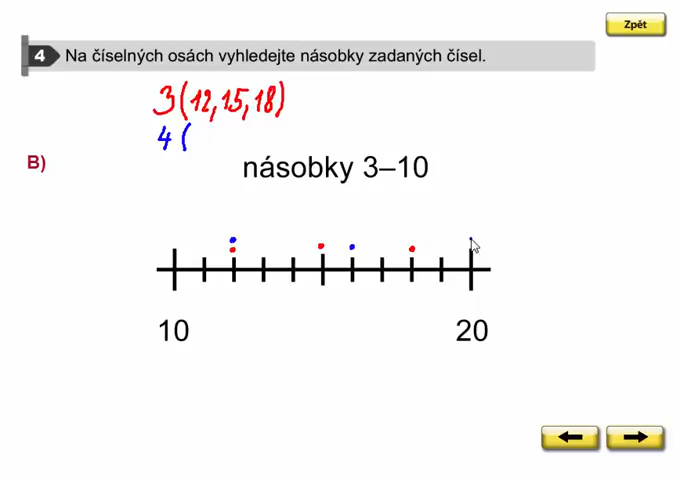 Zpět
4 Na číselných osách vyhledejte násobky zadaných čísel.
3(12,15,18)
4(
B)
násobky 3–10
10 20